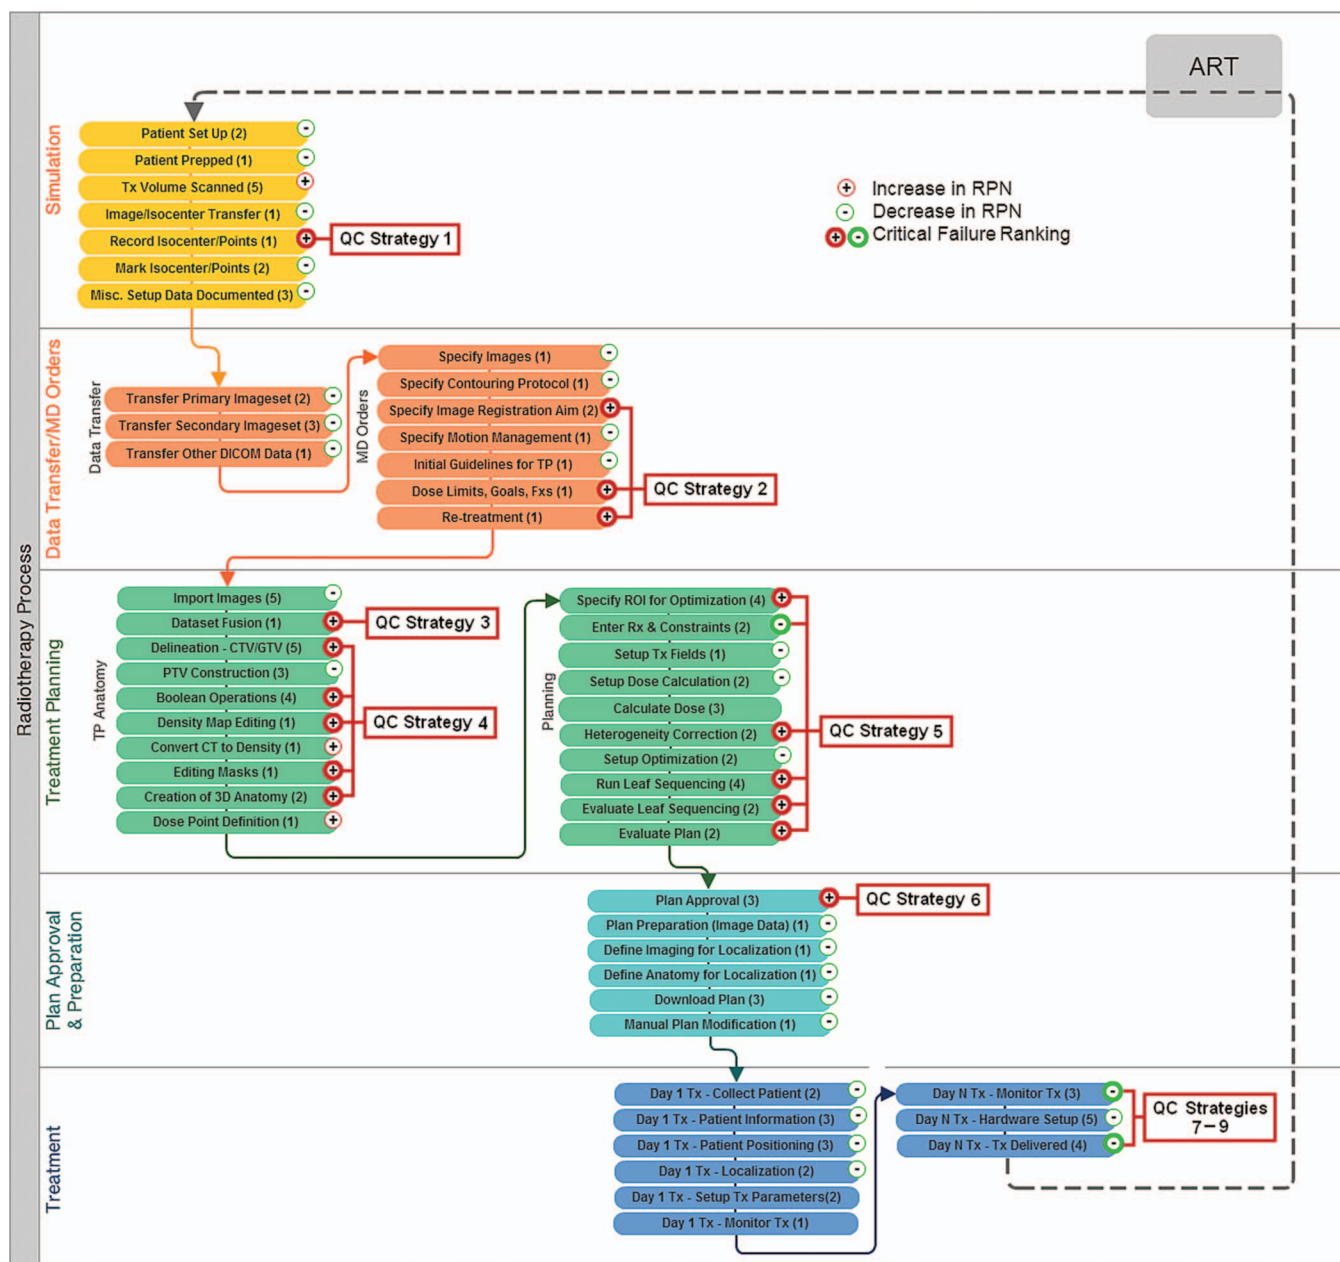 ART
Radiotherapy Process
Simulation
Patient Set Up (2)
-
Patient Prepped (1)
-
Tx Volume Scanned (5)
+
Image/Isocenter Transfer (1)
-
Record Isocenter/Points (1)
+
QC Strategy 1
Mark Isocenter/Points (2)
-
Misc. Setup Data Documented (3)
-
+ Increase in RPN
- Decrease in RPN
+ - Critical Failure Ranking
Data Transfer/MD Orders
Data Transfer
Transfer Primary Imageset (2)
-
Transfer Secondary Imageset (3)
-
Transfer Other DICOM Data (1)
-
MD Orders
Specify Images (1)
-
Specify Contouring Protocol (1)
-
Specify Image Registration Aim (2)
+
Specify Motion Management (1)
-
Initial Guidelines for TP (1)
-
Dose Limits, Goals, Fxs (1)
+
Re-treatment (1)
+
QC Strategy 2
Treatment Planning
TP Anatomy
Import Images (5)
-
Dataset Fusion (1)
+
QC Strategy 3
Delineation - CTV/GTV (5)
+
PTV Construction (3)
-
Boolean Operations (4)
+
Density Map Editing (1)
+
QC Strategy 4
Convert CT to Density (1)
+
Editing Masks (1)
+
Creation of 3D Anatomy (2)
+
Dose Point Definition (1)
+
Planning
Specify ROI for Optimization (4)
+
Enter Rx & Constraints (2)
-
Setup Tx Fields (1)
-
Setup Dose Calculation (2)
-
Calculate Dose (3)
Heterogeneity Correction (2)
+
QC Strategy 5
Setup Optimization (2)
-
Run Leaf Sequencing (4)
+
Evaluate Leaf Sequencing (2)
+
Evaluate Plan (2)
+
Plan Approval
& Preparation
Plan Approval (3)
+
QC Strategy 6
Plan Preparation (Image Data) (1)
-
Define Imaging for Localization (1)
-
Define Anatomy for Localization (1)
-
Download Plan (3)
-
Manual Plan Modification (1)
-
Treatment
Day 1 Tx - Collect Patient (2)
-
Day 1 Tx - Patient Information (3)
-
Day 1 Tx - Patient Positioning (3)
-
Day 1 Tx - Localization (2)
-
Day 1 Tx - Setup Tx Parameters(2)
Day 1 Tx - Monitor Tx (1)
Day N Tx - Monitor Tx (3)
-
Day N Tx - Hardware Setup (5)
-
Day N Tx - Tx Delivered (4)
-
QC Strategies
7–9